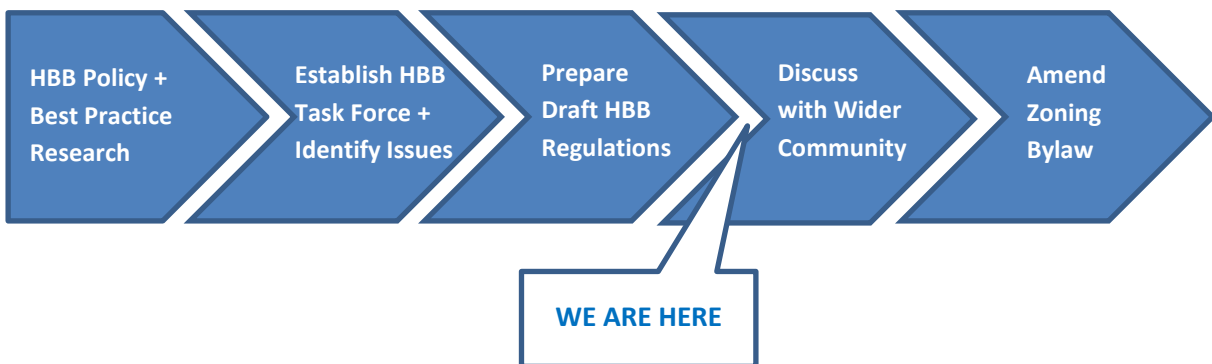 HBB Policy +
Best Practice
Research
Establish HBB
Task Force +
Identify Issues
Prepare
Draft HBB
Regulations
Discuss
with Wider
Community
Amend
Zoning
Bylaw
WE ARE HERE